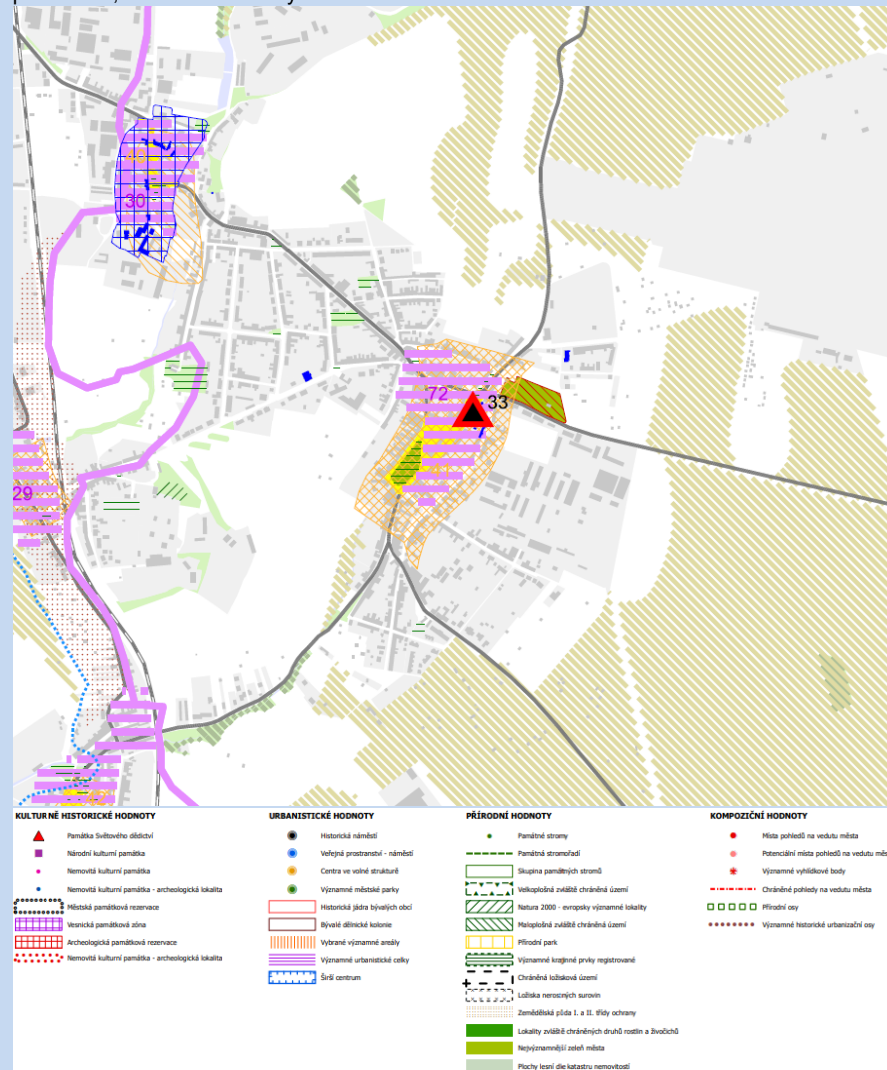 30
72
33
29
KULTURNĚ HISTORICKÉ HODNOTY
Památka Světového dědictví
Národní kulturní památka
Nemovitá kulturní památka
Nemovitá kulturní památka - archeologická lokalita
Městská památková rezervace
Vesnická památková zóna
Archeologická památková rezervace
Nemovitá kulturní památka - archeologická lokalita
URBANISTICKÉ HODNOTY
Historická náměstí
Veřejná prostranství - náměstí
Centra ve volné struktuře
Významné městské parky
Historická jádra bývalých obcí
Bývalé dělnické kolonie
Vybrané významné areály
Významné urbanistické celky
Širší centrum
PŘÍRODNÍ HODNOTY
Památné stromy
Památná stromořadí
Skupina památných stromů
Velkoplošná zvláště chráněná území
Natura 2000 - evropsky významné lokality
Maloplošná zvláště chráněná území
Přírodní park
Významné krajinné prvky registrované
Chráněná ložisková území
Ložiska nerostných surovin
Zemědělská půda I. a II. třídy ochrany
Lokality zvláště chráněných druhů rostlin a živočichů
Nejvýznamnější zeleň města
Plochy lesní dle katastru nemovitostí
KOMPOZIČNÍ HODNOTY
Místa pohledů na vedutu města
Potenciální místa pohledů na vedutu měs
Významné vyhlídkové body
Chráněné pohledy na vedutu města
Přírodní osy
Významné historické urbanizační osy